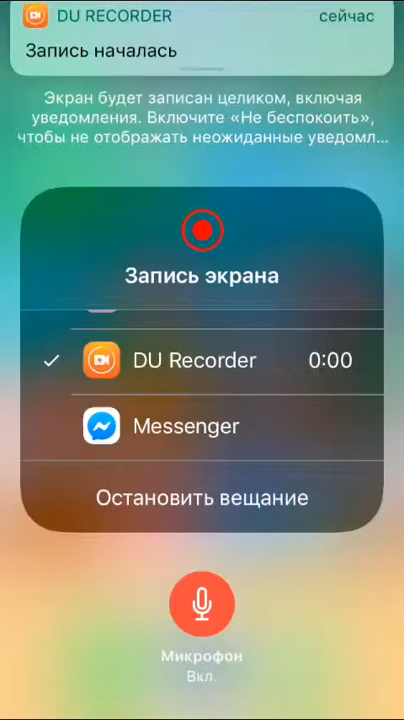 DU RECORDER сейчас
Запись началась
Экран будет записан целиком, включая
уведомления. Включите «Не беспокоить»,
чтобы не отображать неожиданные уведомл...
Запись экрана
DU Recorder 0:00
Messenger
Остановить вещание
Микрофон
Вкл.